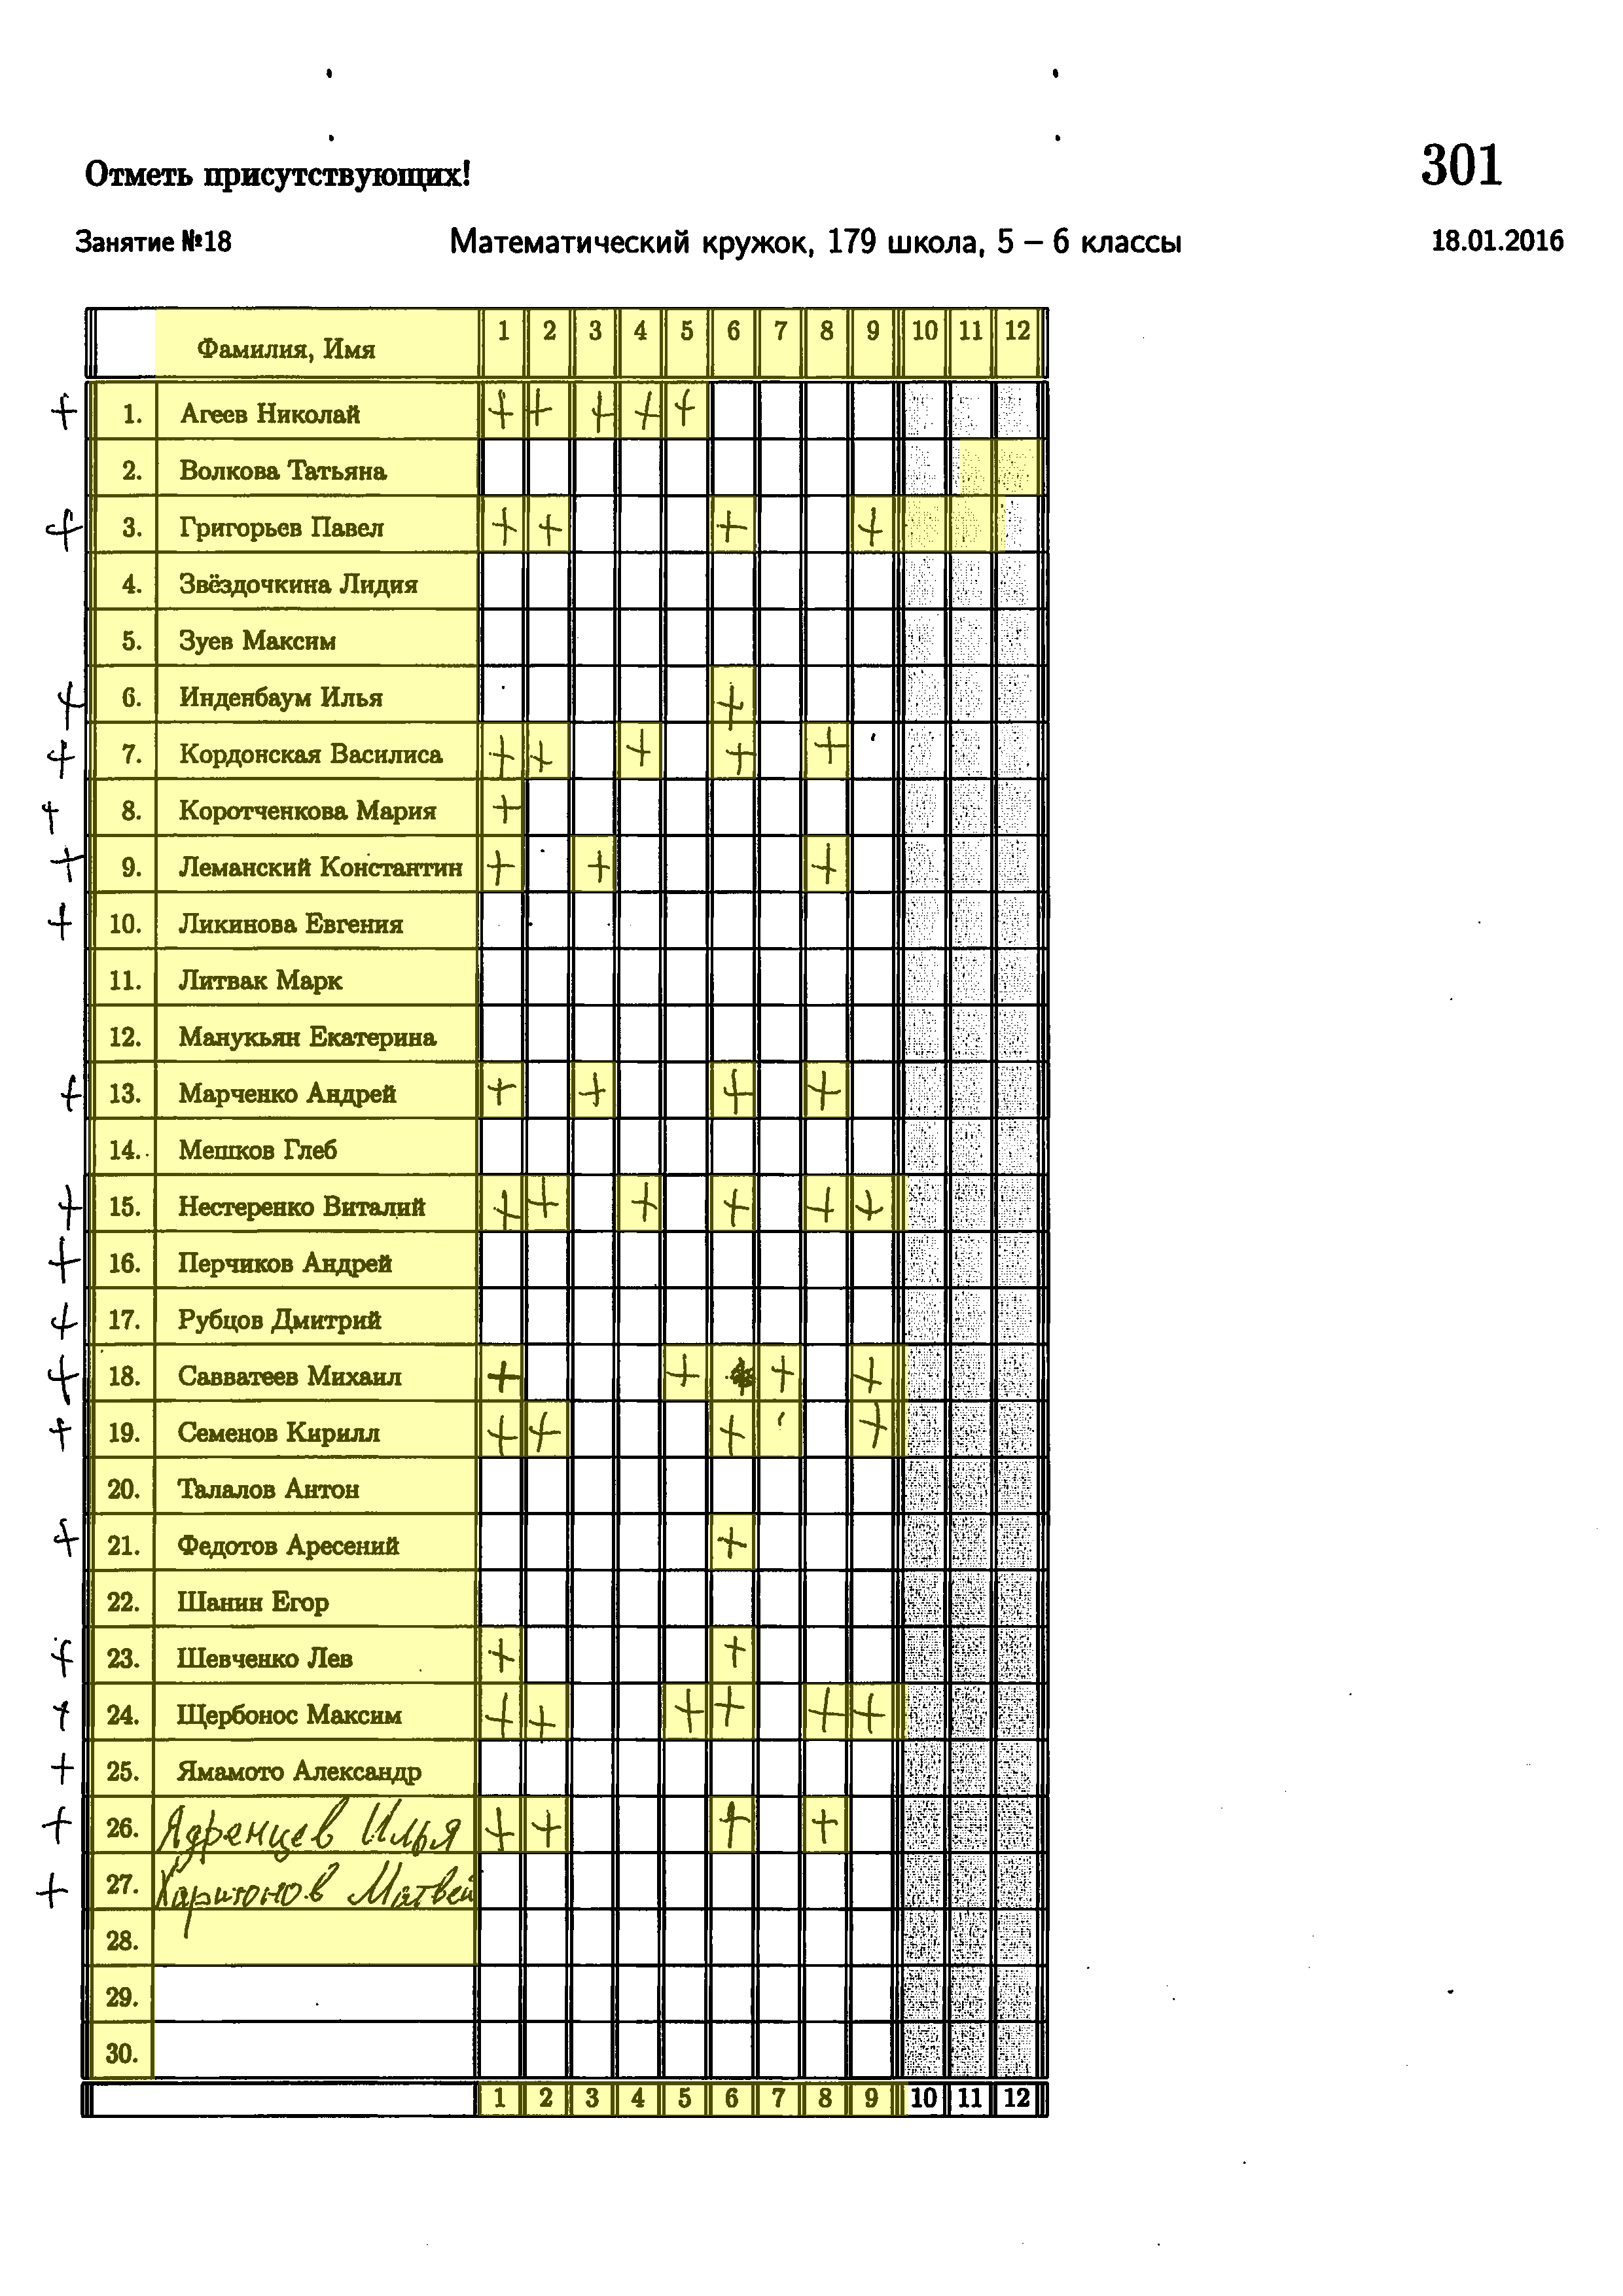 Отметь присутствующих!
301
Занятие №18 Математический кружок, 179 школа, 5 – 6 классы 18.01.2016
Фамилия, Имя 1 2 3 4 5 6 7 8 9 10 11 12
+ 1. Агеев Николай + + + + +
2. Волкова Татьяна
+ 3. Григорьев Павел + + + +
4. Звёздочкина Лидия
5. Зуев Максим
+ 6. Инденбаум Илья +
+ 7. Кордонская Василиса + + + + +
+ 8. Коротченкова Мария +
+ 9. Леманский Константин + + +
+ 10. Ликинова Евгения
11. Литвак Марк
12. Манукьян Екатерина
+ 13. Марченко Андрей + + + +
14. Мешков Глеб
+ 15. Нестеренко Виталий + + + + + +
+ 16. Перчиков Андрей
+ 17. Рубцов Дмитрий
+ 18. Савватеев Михаил + + + +
+ 19. Семенов Кирилл + + + +
20. Талалов Антон
+ 21. Федотов Аресений +
22. Шанин Егор
+ 23. Шевченко Лев + +
+ 24. Щербонос Максим + + + + + +
+ 25. Ямамото Александр
+ 26. Ядренцев Илья + + + +
+ 27. Харитонов Матвей
28.
29.
30.
1 2 3 4 5 6 7 8 9 10 11 12